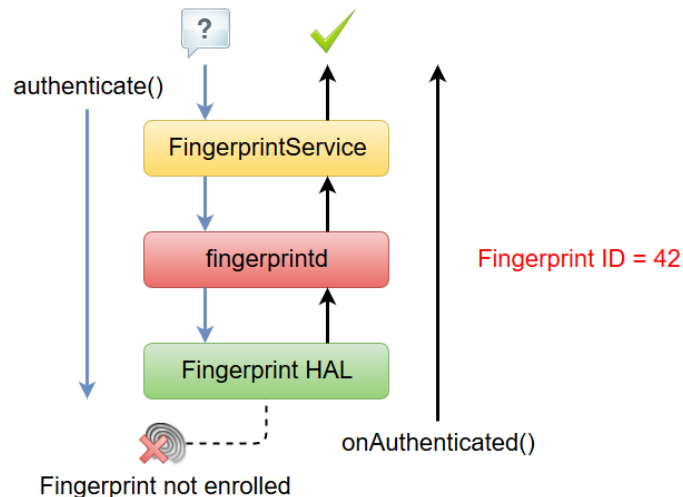 ?
authenticate()
FingerprintService
fingerprintd
Fingerprint ID = 42
Fingerprint HAL
onAuthenticated()
Fingerprint not enrolled